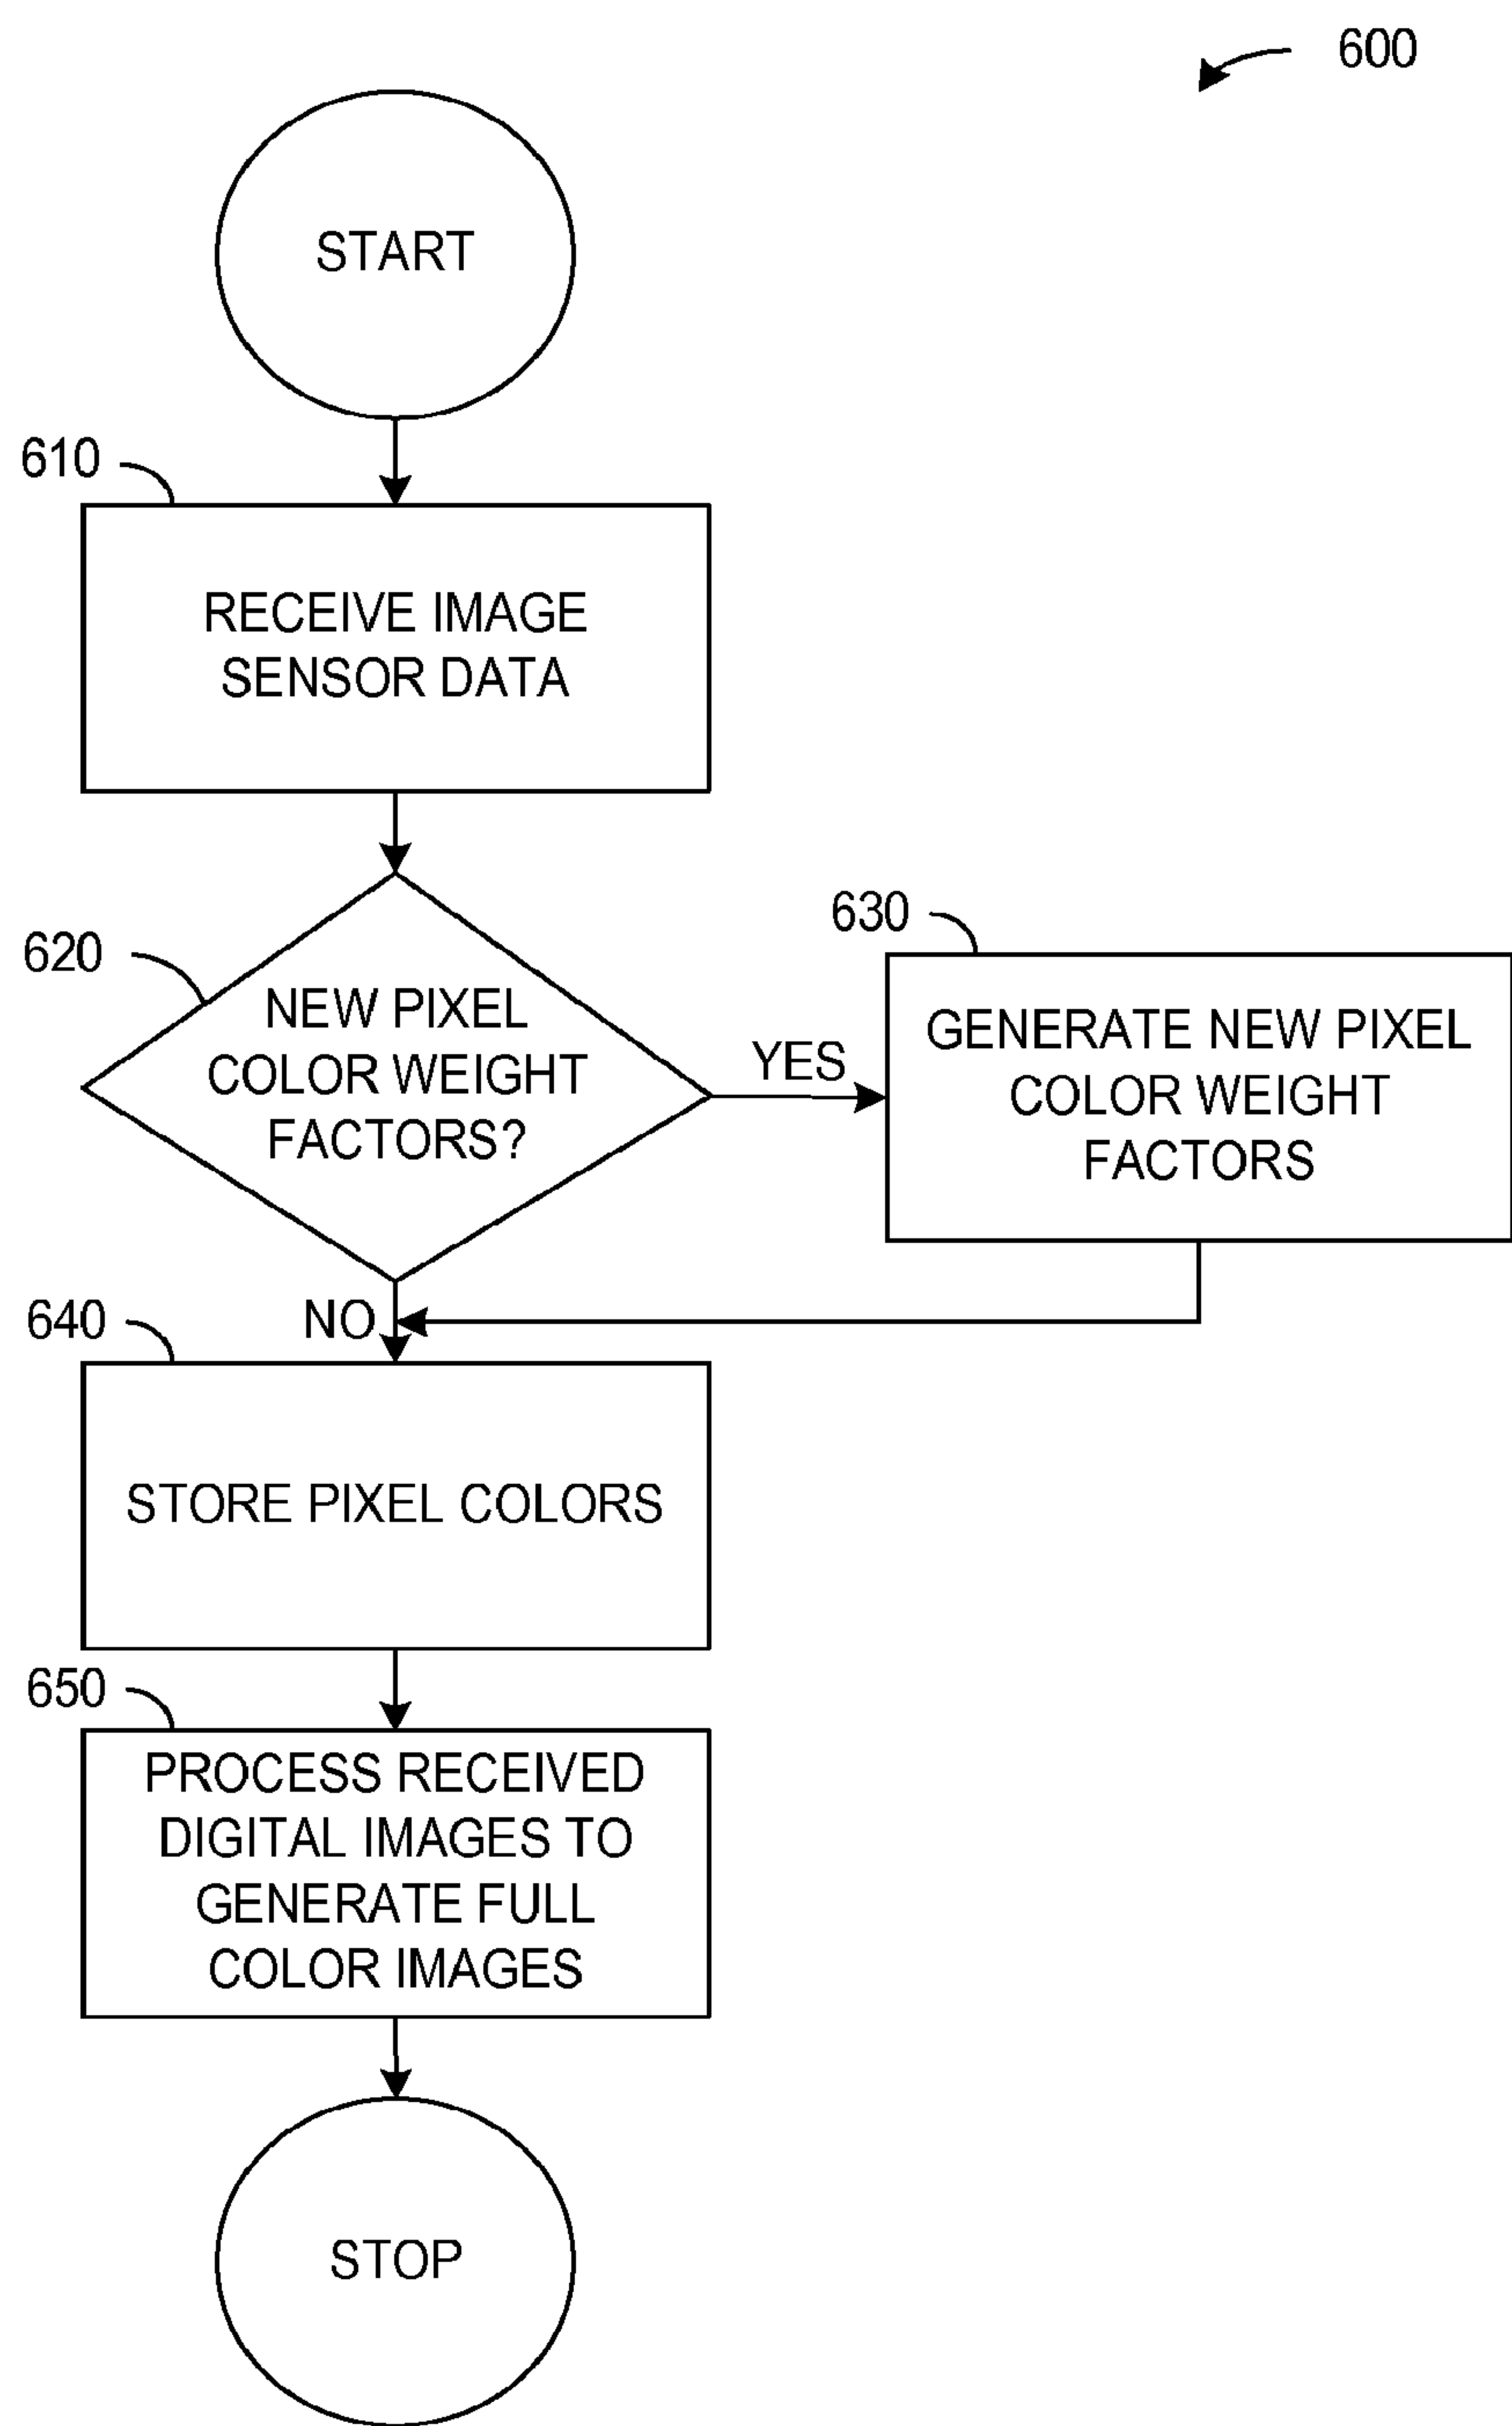 600
START
610
RECEIVE IMAGE
SENSOR DATA
620
NEW PIXEL
COLOR WEIGHT
FACTORS?
YES
630
GENERATE NEW PIXEL
COLOR WEIGHT
FACTORS
NO
640
STORE PIXEL COLORS
650
PROCESS RECEIVED
DIGITAL IMAGES TO
GENERATE FULL
COLOR IMAGES
STOP